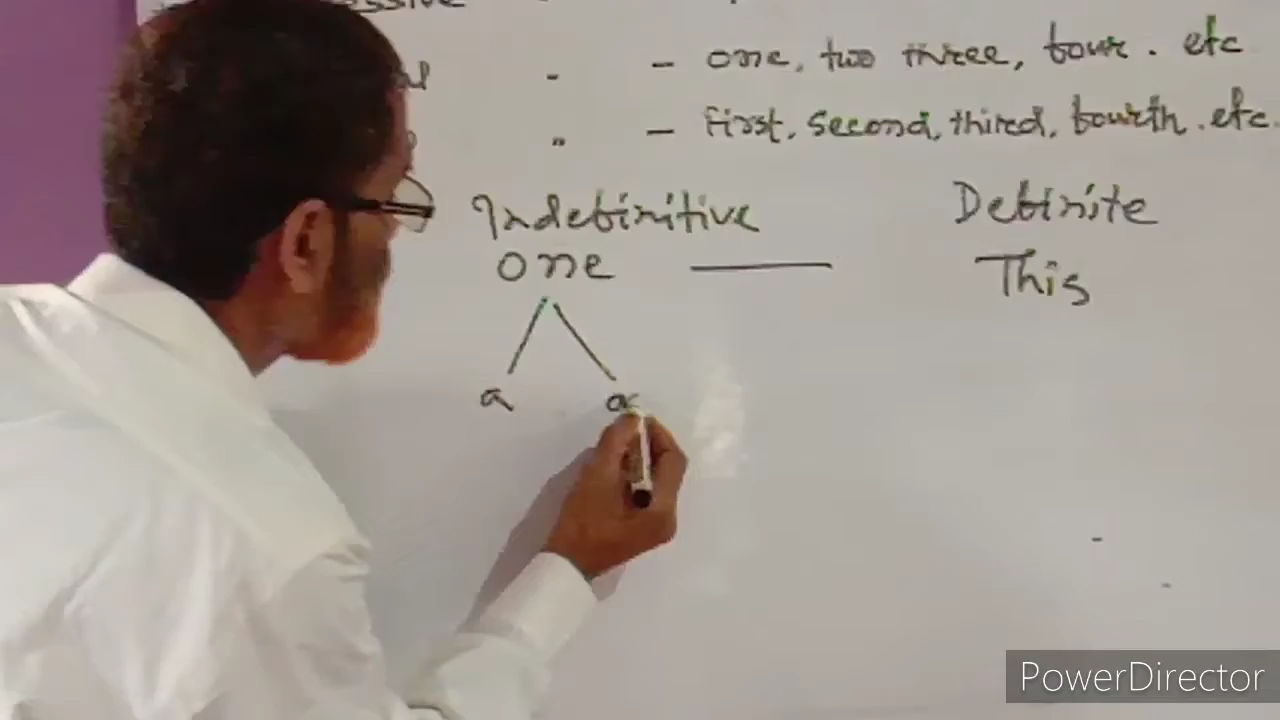 " - one, two three, four. etc
" - First, second, third, fourth. etc.
Indefinitive Definite
one — This
a a
PowerDirector